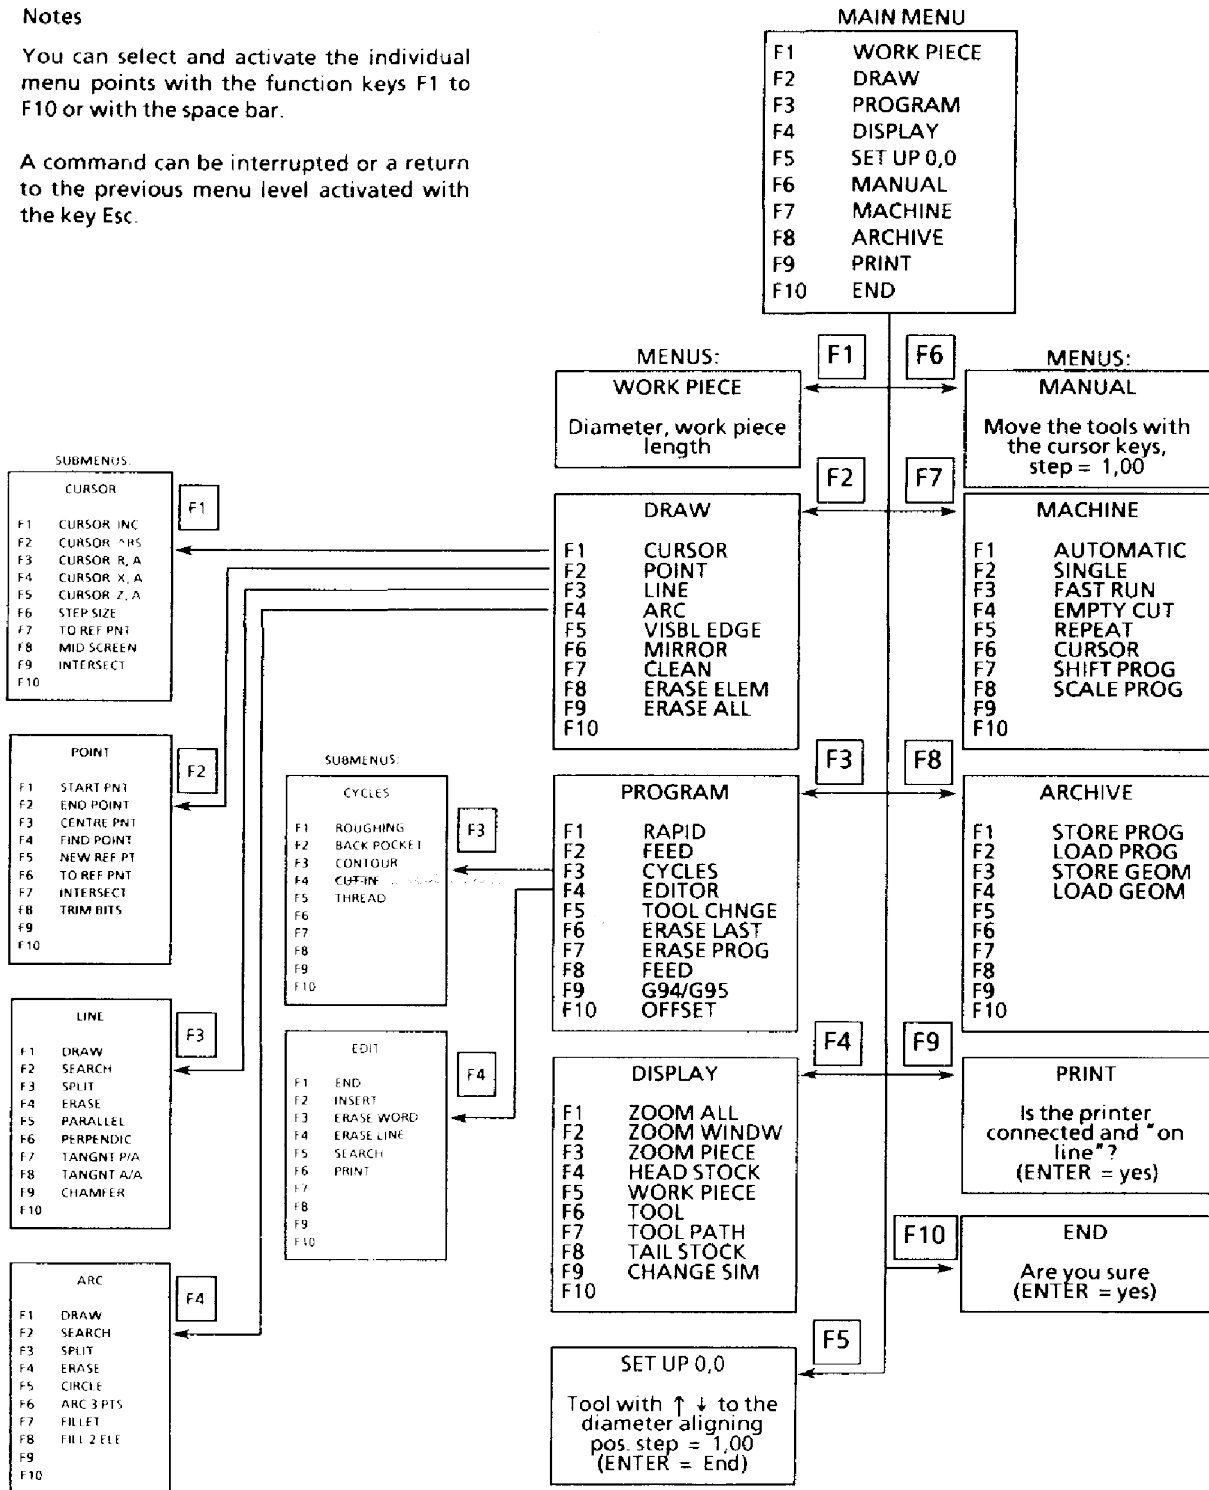 Notes
You can select and activate the individual
menu points with the function keys F1 to
F10 or with the space bar.
A command can be interrupted or a return
to the previous menu level activated with
the key Esc.
MAIN MENU
F1 WORK PIECE
F2 DRAW
F3 PROGRAM
F4 DISPLAY
F5 SET UP 0,0
F6 MANUAL
F7 MACHINE
F8 ARCHIVE
F9 PRINT
F10 END
MENUS:
F1
F6
MENUS:
WORK PIECE
Diameter, work piece
length
MANUAL
Move the tools with
the cursor keys,
step = 1,00
F2
F7
SUBMENUS:
CURSOR
F1
F1 CURSOR INC
F2 CURSOR
F3 CURSOR R, A
F4 CURSOR X, A
F5 CURSOR Z, A
F6 STEP SIZE
F7 TO REF PNT
F8 MID SCREEN
F9 INTERSECT
F10
DRAW
F1 CURSOR
F2 POINT
F3 LINE
F4 ARC
F5 VISBL EDGE
F6 MIRROR
F7 CLEAN
F8 ERASE ELEM
F9 ERASE ALL
F10
MACHINE
F1 AUTOMATIC
F2 SINGLE
F3 FAST RUN
F4 EMPTY CUT
F5 REPEAT
F6 CURSOR
F7 SHIFT PROG
F8 SCALE PROG
F9
F10
POINT
F2
F1 START PNT
F2 END POINT
F3 CENTRE PNT
F4 FIND POINT
F5 NEW REF PT
F6 TO REF PNT
F7 INTERSECT
F8 TRIM BITS
F9
F10
SUBMENUS:
CYCLES
F3
F1 ROUGHING
F2 BACK POCKET
F3 CONTOUR
F4 CUT-IN
F5 THREAD
F6
F7
F8
F9
F10
F3
F8
PROGRAM
F1 RAPID
F2 FEED
F3 CYCLES
F4 EDITOR
F5 TOOL CHNGE
F6 ERASE LAST
F7 ERASE PROG
F8 FEED
F9 G94/G95
F10 OFFSET
ARCHIVE
F1 STORE PROG
F2 LOAD PROG
F3 STORE GEOM
F4 LOAD GEOM
F5
F6
F7
F8
F9
F10
LINE
F3
F1 DRAW
F2 SEARCH
F3 SPLIT
F4 ERASE
F5 PARALLEL
F6 PERPENDIC
F7 TANGNT P/A
F8 TANGNT A/A
F9 CHAMFER
F10
EDIT
F4
F1 END
F2 INSERT
F3 ERASE WORD
F4 ERASE LINE
F5 SEARCH
F6 PRINT
F7
F8
F9
F10
F4
F9
DISPLAY
F1 ZOOM ALL
F2 ZOOM WINDW
F3 ZOOM PIECE
F4 HEAD STOCK
F5 WORK PIECE
F6 TOOL
F7 TOOL PATH
F8 TAIL STOCK
F9 CHANGE SIM
F10
PRINT
Is the printer
connected and "on
line"?
(ENTER = yes)
F10
END
Are you sure
(ENTER = yes)
ARC
F4
F1 DRAW
F2 SEARCH
F3 SPLIT
F4 ERASE
F5 CIRCLE
F6 ARC 3 PTS
F7 FILLET
F8 FILL 2 ELE
F9
F10
F5
SET UP 0,0
Tool with ↑ ↓ to the
diameter aligning
pos. step = 1,00
(ENTER = End)